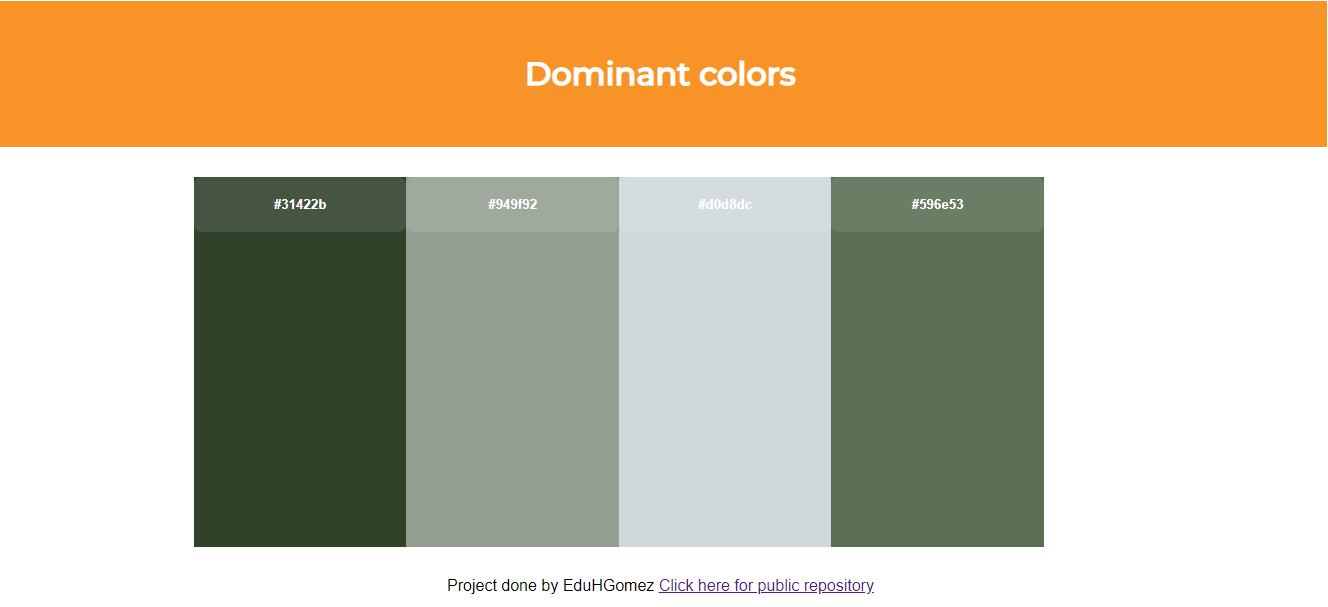 Dominant colors
#31422b #949f92 #d0d8dc #596e53
Project done by EduHGomez Click here for public repository